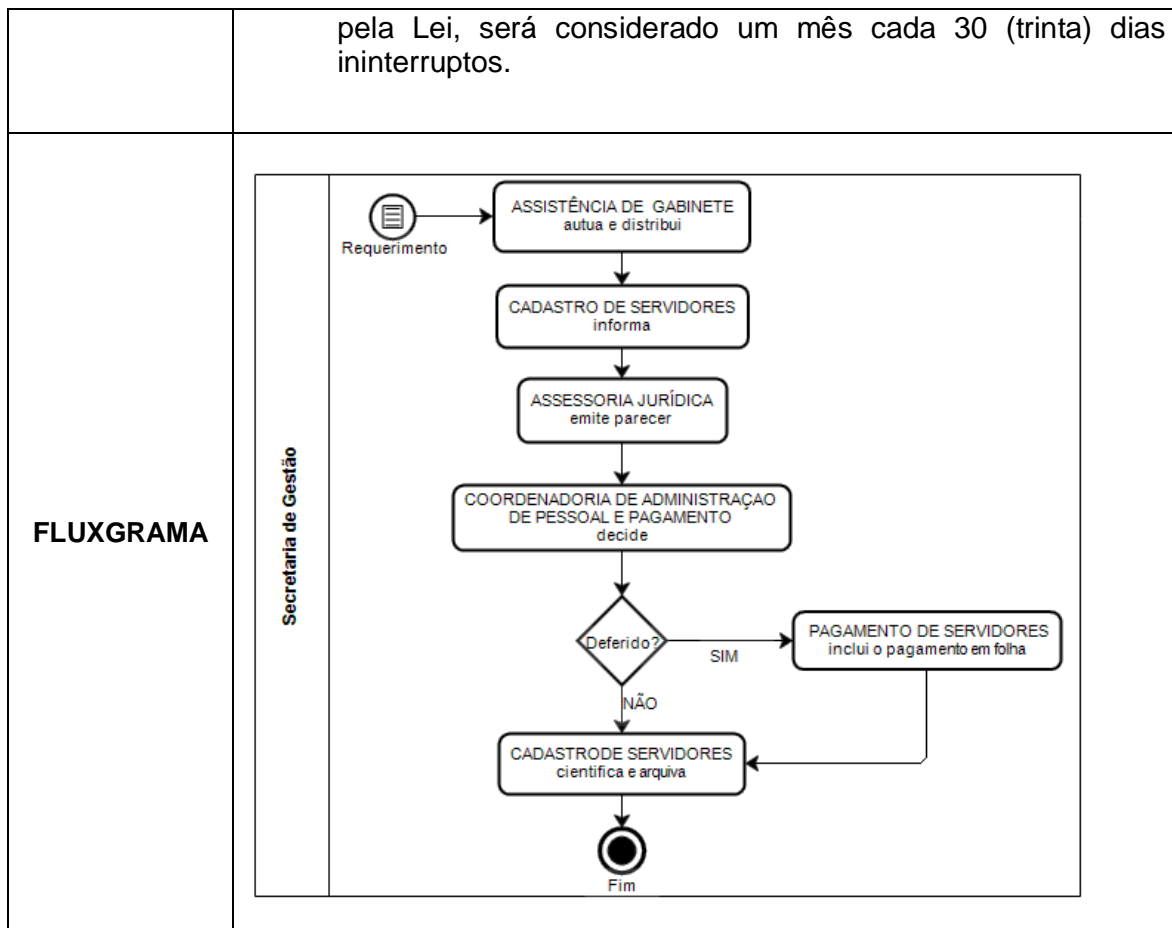 pela Lei, será considerado um mês cada 30 (trinta) dias
ininterruptos.
FLUXGRAMA
Secretaria de Gestão
Requerimento
ASSISTÊNCIA DE GABINETE
autua e distribui
CADASTRO DE SERVIDORES
informa
ASSESSORIA JURÍDICA
emite parecer
COORDENADORIA DE ADMINISTRAÇAO
DE PESSOAL E PAGAMENTO
decide
Deferido?
SIM
PAGAMENTO DE SERVIDORES
inclui o pagamento em folha
NÃO
CADASTRODE SERVIDORES
cientifica e arquiva
Fim